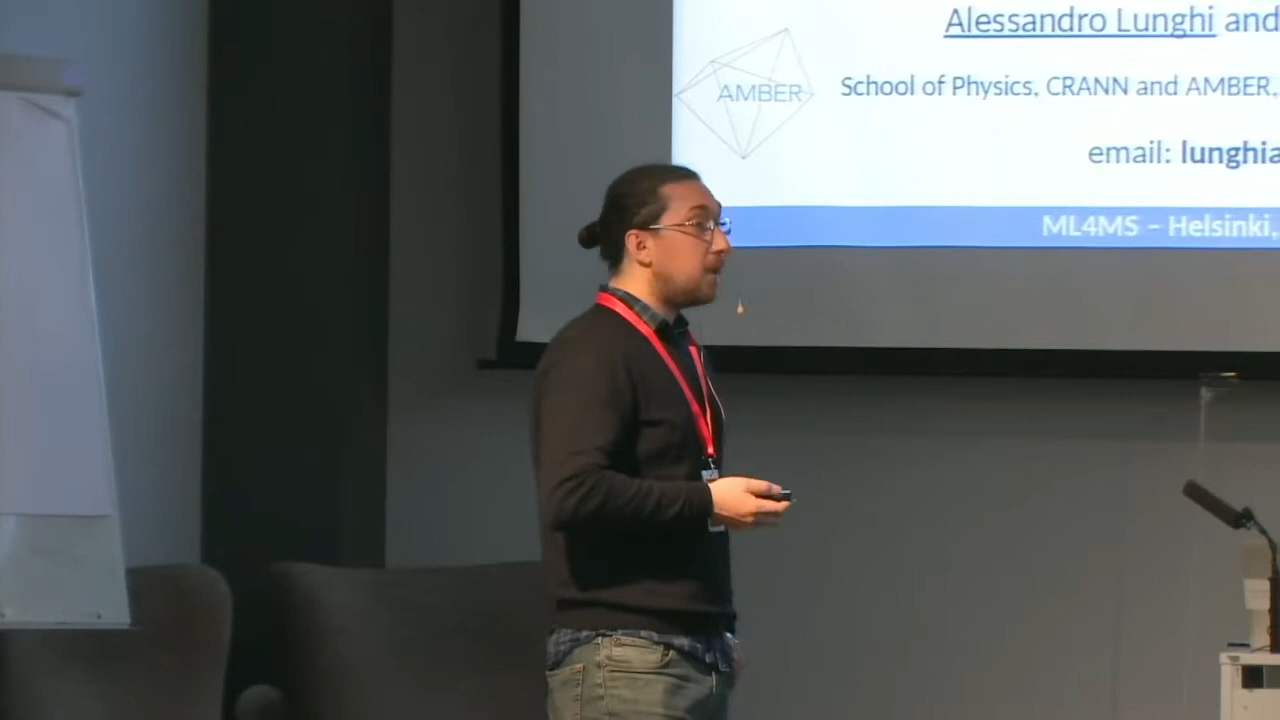 Alessandro Lunghi and
AMBER
School of Physics, CRANN and AMBER,
email: lunghia
ML4MS – Helsinki,